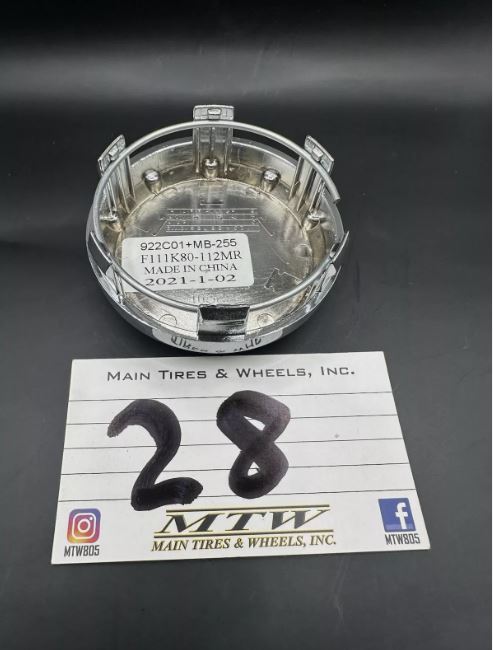 922C01+MB-255
F111K80-112MR
MADE IN CHINA
2021-1-02
MAIN TIRES & WHEELS, INC.
28
MTW
MAIN TIRES & WHEELS, INC.
MTW805
MTW805